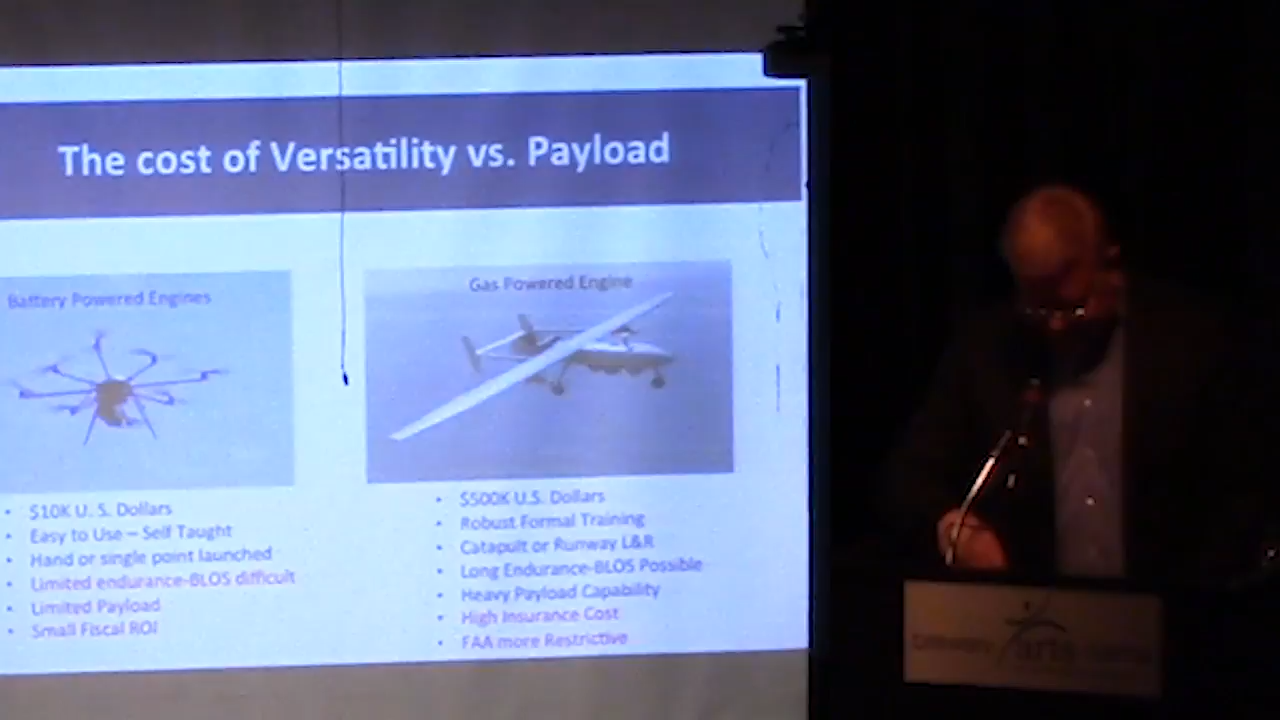 The cost of Versatility vs. Payload
Battery Powered Engines
• $10K U. S. Dollars
• Easy to Use – Self Taught
• Hand or single point launched
• Limited endurance-BLOS difficult
• Limited Payload
• Small Fiscal ROI
Gas Powered Engine
• $500K U.S. Dollars
• Robust Formal Training
• Catapult or Runway L&R
• Long Endurance-BLOS Possible
• Heavy Payload Capability
• High Insurance Cost
• FAA more Restrictive
arts